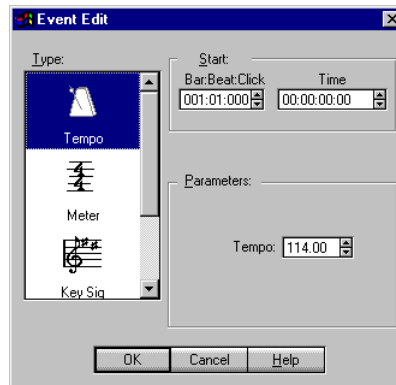 Event Edit
Type:
Tempo
Meter
Key Sig
Start:
Bar:Beat:Click Time
001:01:000 00:00:00:00
Parameters:
Tempo: 114.00
OK Cancel Help